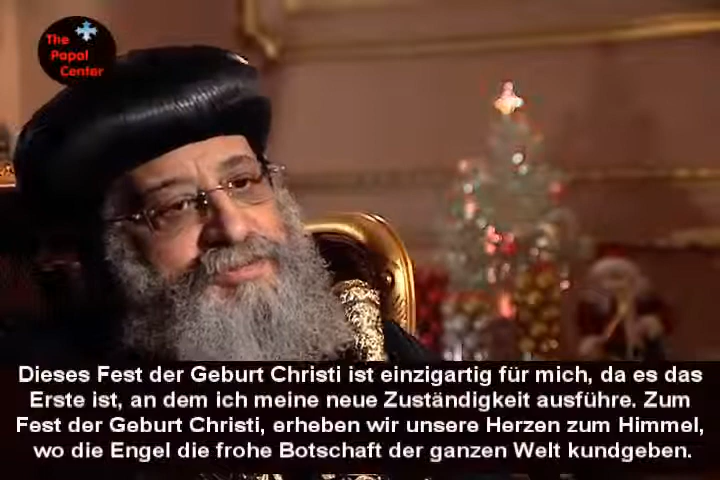 The
Papal
Center
Dieses Fest der Geburt Christi ist einzigartig für mich, da es das
Erste ist, an dem ich meine neue Zuständigkeit ausführe. Zum
Fest der Geburt Christi, erheben wir unsere Herzen zum Himmel,
wo die Engel die frohe Botschaft der ganzen Welt kundgeben.